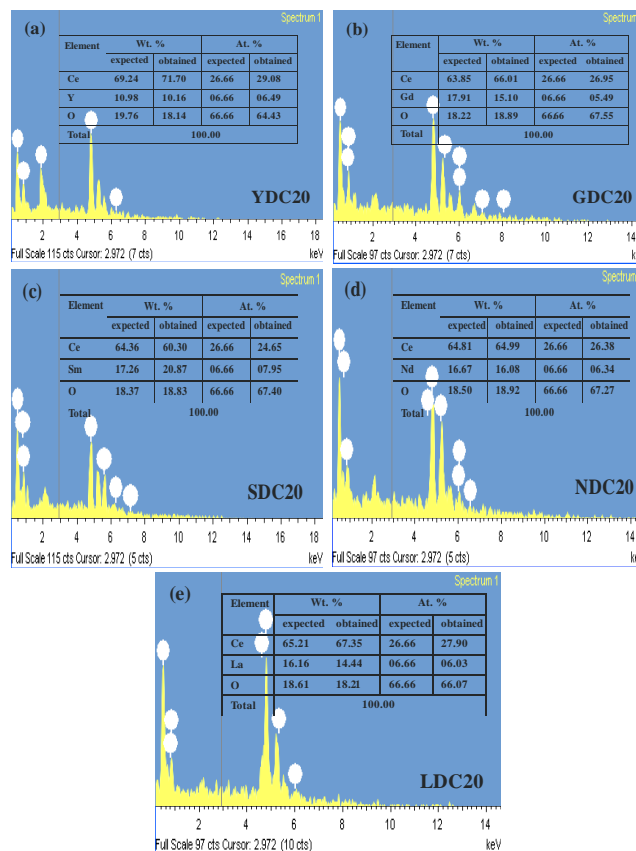 (a)
Spectrum 1
Element Wt. % At. %
expected obtained expected obtained
Ce 69.24 71.70 26.66 29.08
Y 10.98 10.16 06.66 06.49
O 19.76 18.14 66.66 64.43
Total 100.00
YDC20
2 4 6 8 10 12 14 16 18
Full Scale 115 cts Cursor: 2.972 (7 cts) keV
(b)
Spectrum 1
Element Wt. % At. %
expected obtained expected obtained
Ce 63.85 66.01 26.66 26.95
Gd 17.91 15.10 06.66 05.49
O 18.22 18.89 66.66 67.55
Total 100.00
GDC20
2 4 6 8 10 12 14
Full Scale 97 cts Cursor: 2.972 (7 cts) ke
(c)
Spectrum 1
Element Wt. % At. %
expected obtained expected obtained
Ce 64.36 60.30 26.66 24.65
Sm 17.26 20.87 06.66 07.95
O 18.37 18.83 66.66 67.40
Total 100.00
SDC20
2 4 6 8 10 12 14 16 18
Full Scale 115 cts Cursor: 2.972 (5 cts) keV
(d)
Spectrum 1
Element Wt. % At. %
expected obtained expected obtained
Ce 64.81 64.99 26.66 26.38
Nd 16.67 16.08 06.66 06.34
O 18.50 18.92 66.66 67.27
Total 100.00
NDC20
2 4 6 8 10 12 14
Full Scale 97 cts Cursor: 2.972 (5 cts) ke
(e)
Spectrum 1
Element Wt. % At. %
expected obtained expected obtained
Ce 65.21 67.35 26.66 27.90
La 16.16 14.44 06.66 06.03
O 18.61 18.21 66.66 66.07
Total 100.00
LDC20
2 4 6 8 10 12 14
Full Scale 97 cts Cursor: 2.972 (10 cts) keV